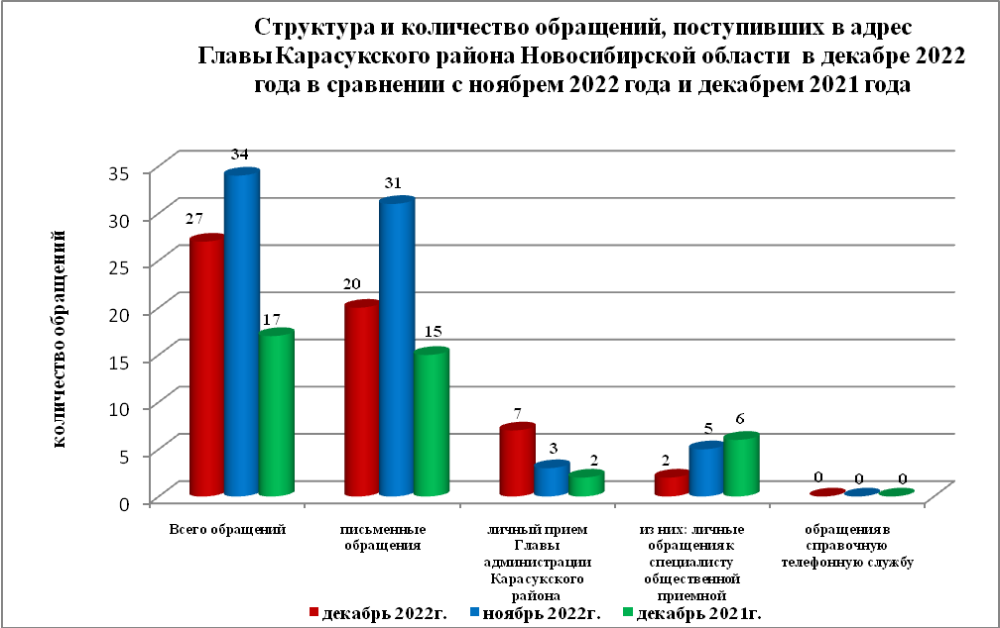 Структура и количество обращений, поступивших в адрес
Главы Карасукского района Новосибирской области в декабре 2022
года в сравнении с ноябрем 2022 года и декабрем 2021 года
количество обращений
35
30
25
20
15
10
5
0
27
34
17
20
31
15
7
3
2
2
5
6
0
0
0
Всего обращений
письменные
обращения
личный прием
Главы
администрации
Карасукского
района
из них: личные
обращения к
специалисту
общественной
приемной
обращения в
справочную
телефонную службу
декабрь 2022г.
ноябрь 2022г.
декабрь 2021г.